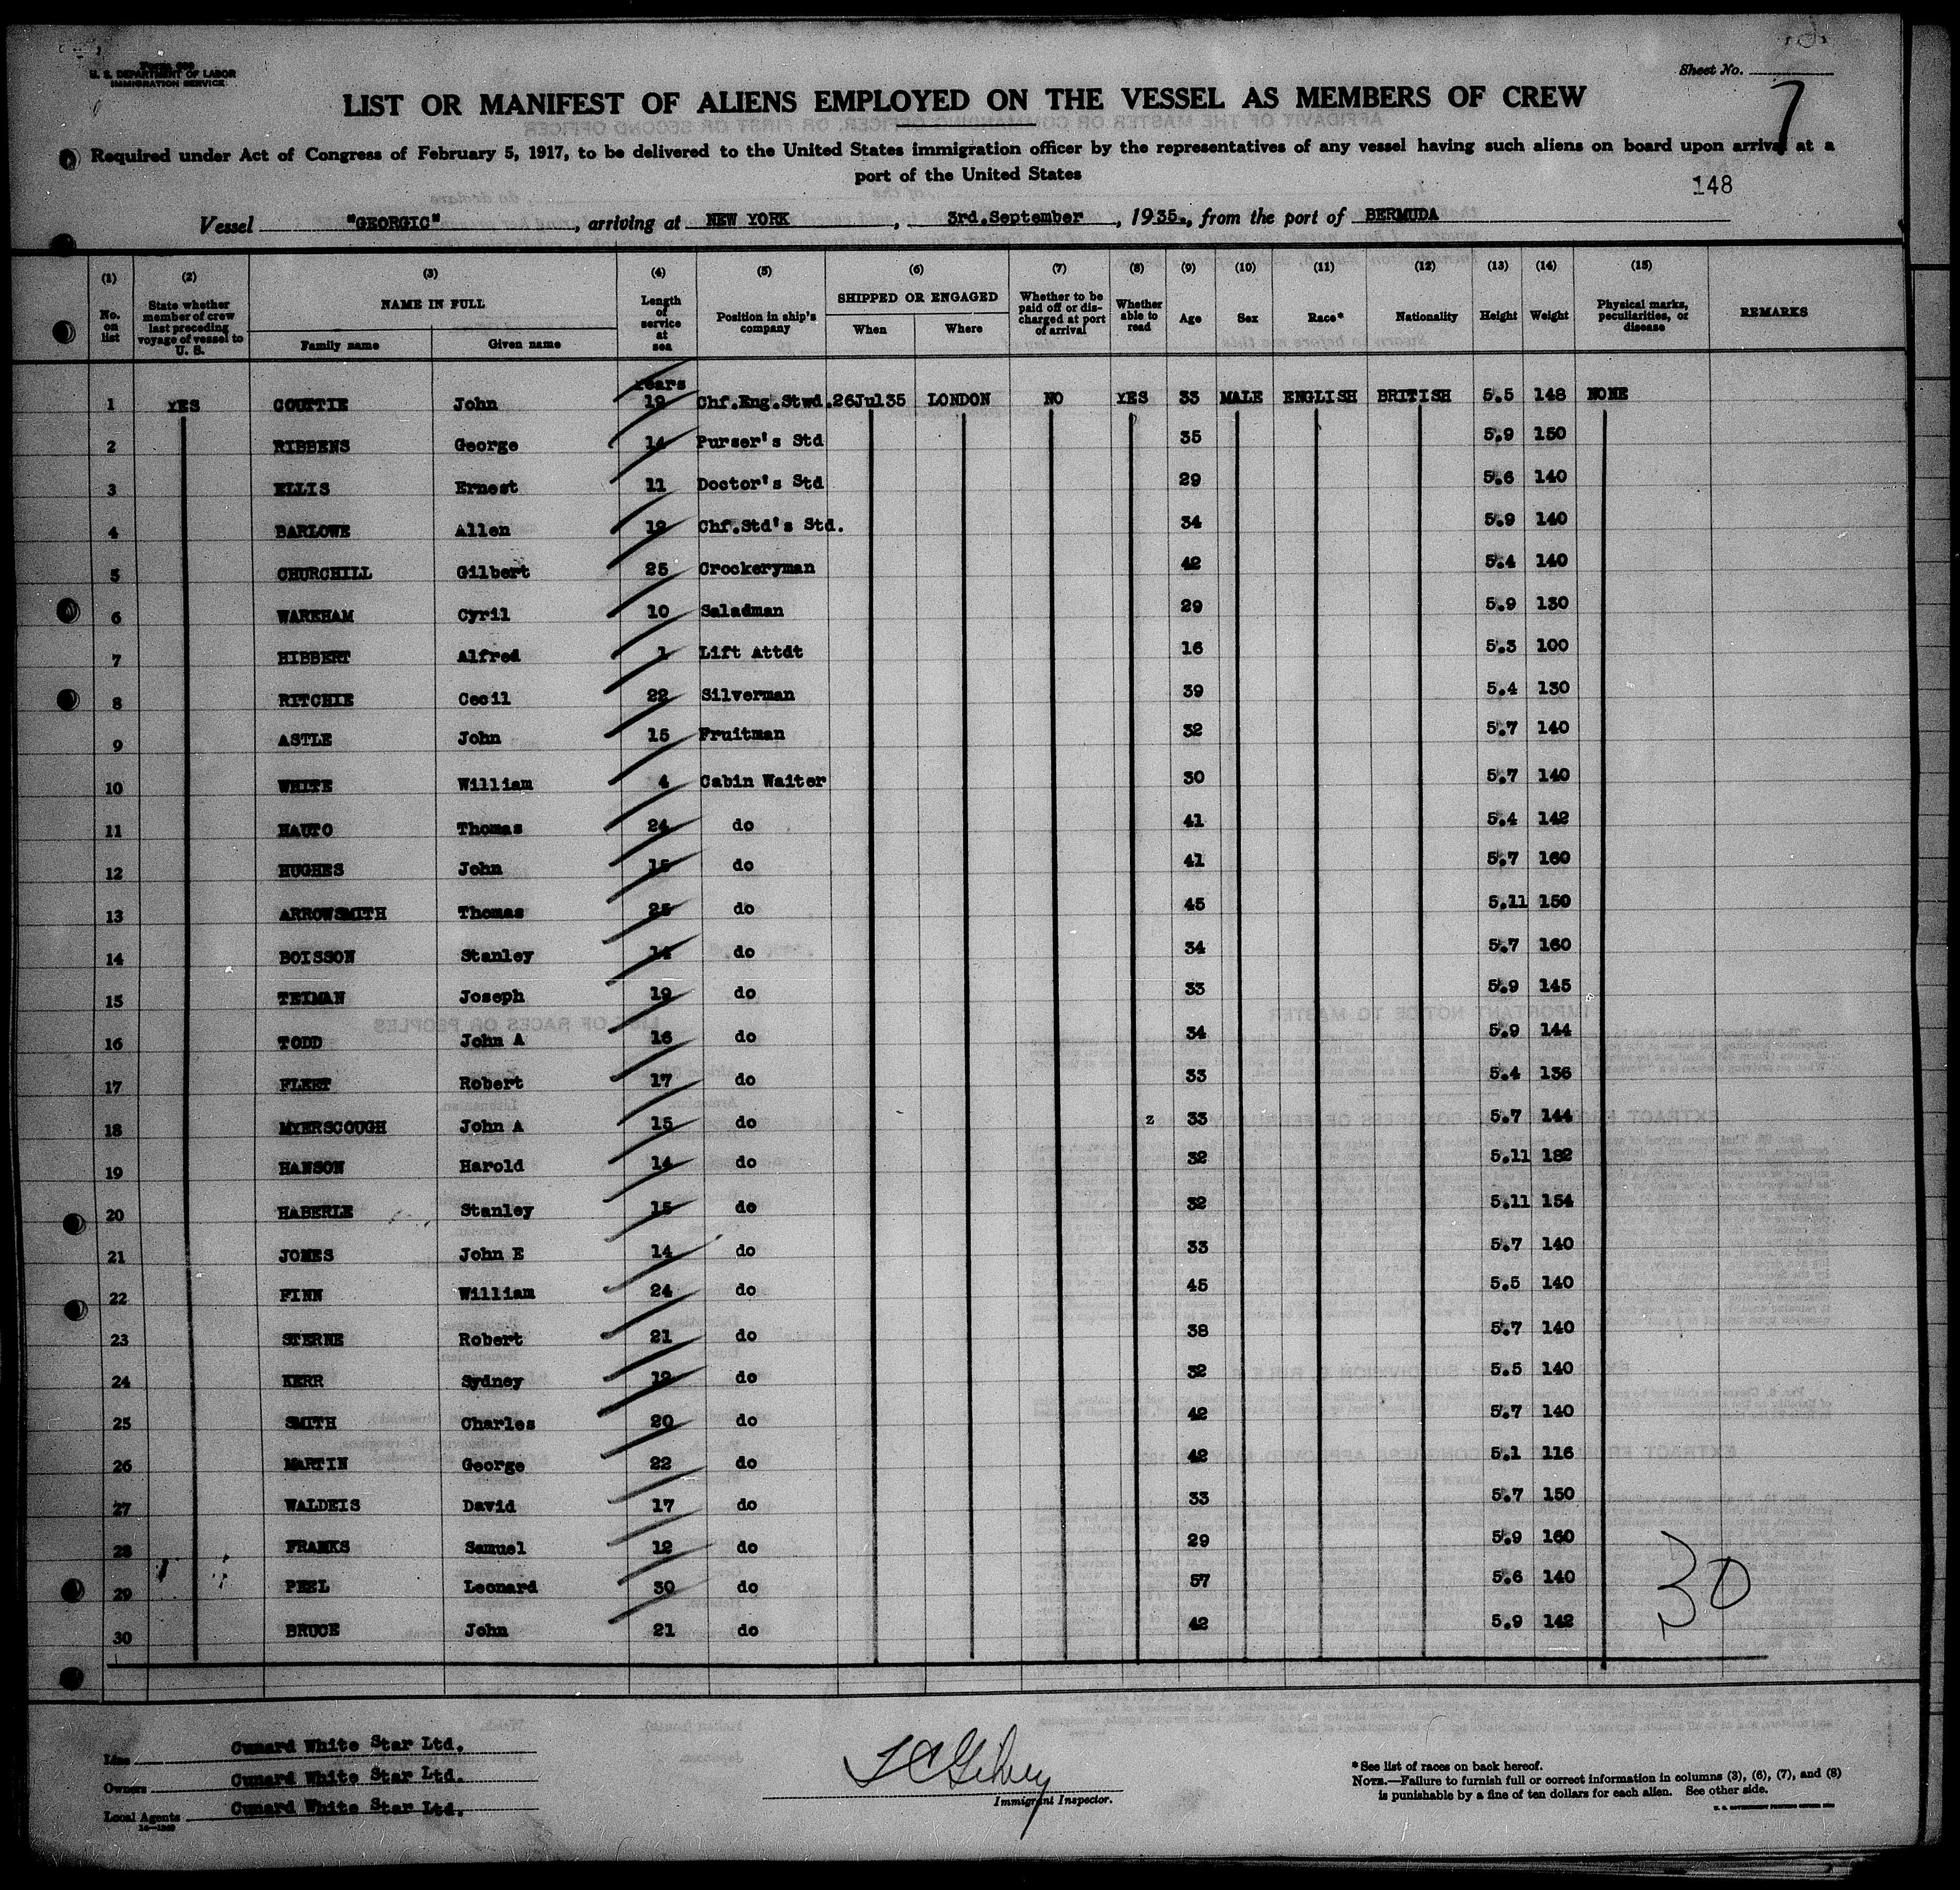 Form 689
U. S. DEPARTMENT OF LABOR
IMMIGRATION SERVICE
Sheet No.
7
LIST OR MANIFEST OF ALIENS EMPLOYED ON THE VESSEL AS MEMBERS OF CREW
Required under Act of Congress of February 5, 1917, to be delivered to the United States immigration officer by the representatives of any vessel having such aliens on board upon arrival at a
port of the United States
148
Vessel "GEORGIC", arriving at NEW YORK, 3rd.September, 1935., from the port of BERMUDA
(1) No. on list
(2) State whether member of crew last preceding voyage of vessel to U. S.
(3) NAME IN FULL Family name Given name
(4) Length of service at sea
(5) Position in ship's company
(6) SHIPPED OR ENGAGED When Where
(7) Whether to be paid off or discharged at port of arrival
(8) Whether able to read
(9) Age
(10) Sex
(11) Race*
(12) Nationality
(13) Height
(14) Weight
(15) Physical marks, peculiarities, or disease
REMARKS
Years
1 YES COUTTIE John 19 Chf.Eng.Stwd. 26Jul35 LONDON NO YES 33 MALE ENGLISH BRITISH 5.5 148 NONE
2 RIBBENS George 14 Purser's Std 35 5.9 150
3 ELLIS Ernest 11 Doctor's Std 29 5.6 140
4 BARLOWE Allen 19 Chf.Std's Std. 34 5.9 140
5 CHURCHILL Gilbert 25 Crockeryman 42 5.4 140
6 WAREHAM Cyril 10 Saladman 29 5.9 130
7 HIBBERT Alfred 1 Lift Attdt 16 5.3 100
8 RITCHIE Cecil 22 Silverman 39 5.4 130
9 ASTLE John 15 Fruitman 32 5.7 140
10 WHITE William 4 Cabin Waiter 30 5.7 140
11 HAUTO Thomas 24 do 41 5.4 142
12 HUGHES John 15 do 41 5.7 160
13 ARROWSMITH Thomas 25 do 45 5.11 150
14 BOISSON Stanley 14 do 34 5.7 160
15 TEIMAN Joseph 19 do 33 5.9 145
16 TODD John A 16 do 34 5.9 144
17 FLEET Robert 17 do 33 5.4 136
18 MYERSCOUGH John A 15 do z 33 5.7 144
19 HANSON Harold 14 do 32 5.11 182
20 HABERLE Stanley 15 do 32 5.11 154
21 JONES John E 14 do 33 5.7 140
22 FINN William 24 do 45 5.5 140
23 STERNE Robert 21 do 38 5.7 140
24 KERR Sydney 12 do 32 5.5 140
25 SMITH Charles 20 do 42 5.7 140
26 MARTIN George 22 do 42 5.1 116
27 WALDEIS David 17 do 33 5.7 150
28 FRANKS Samuel 12 do 29 5.9 160
29 PEEL Leonard 30 do 57 5.6 140
30 BRUCE John 21 do 42 5.9 142
30
Line Cunard White Star Ltd.
Owners Cunard White Star Ltd.
Local Agents Cunard White Star Ltd.
Immigrant Inspector.
*See list of races on back hereof.
NOTE.—Failure to furnish full or correct information in columns (3), (6), (7), and (8)
is punishable by a fine of ten dollars for each alien. See other side.